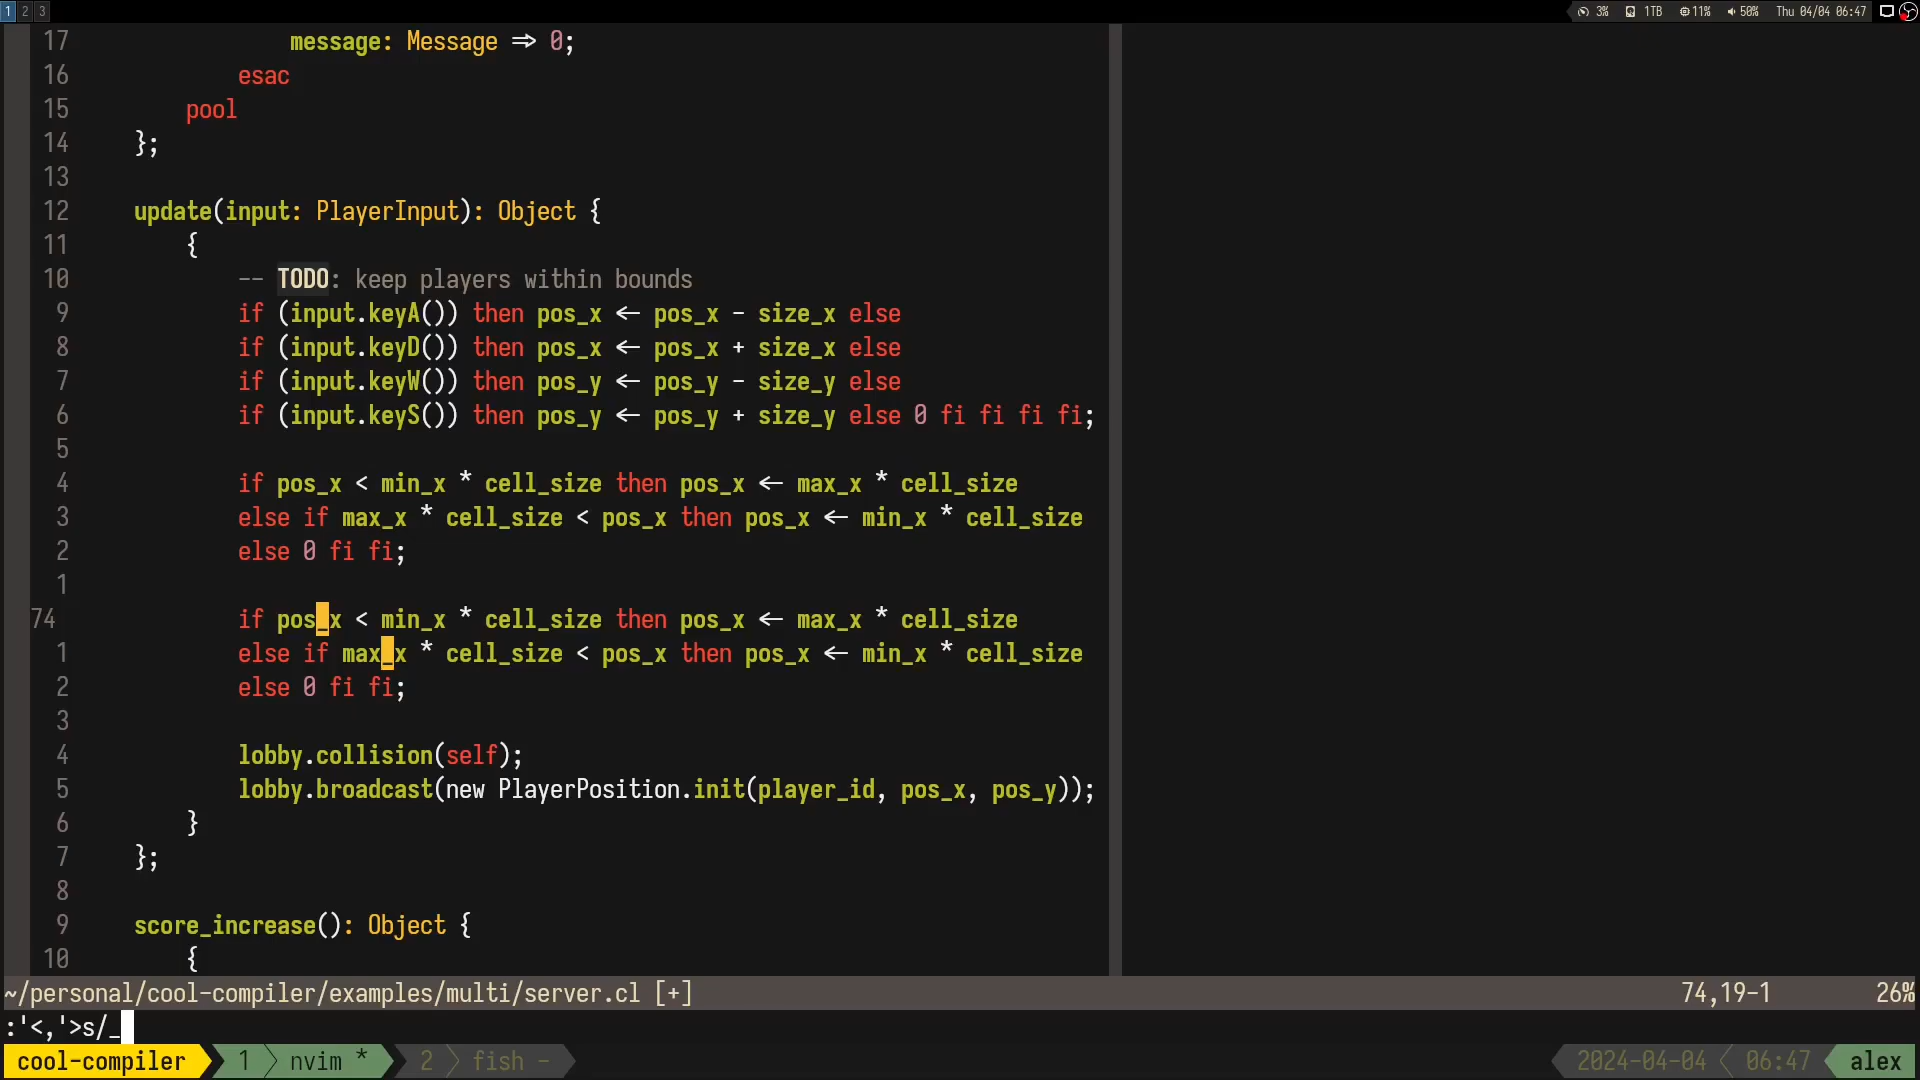 1 2 3 3% 1TB 11% 50% Thu 04/04 06:47
17 message: Message ⇒ 0;
16 esac
15 pool
14 };
13
12 update(input: PlayerInput): Object {
11 {
10 -- TODO: keep players within bounds
9 if (input.keyA()) then pos_x ← pos_x - size_x else
8 if (input.keyD()) then pos_x ← pos_x + size_x else
7 if (input.keyW()) then pos_y ← pos_y - size_y else
6 if (input.keyS()) then pos_y ← pos_y + size_y else 0 fi fi fi fi;
5
4 if pos_x < min_x * cell_size then pos_x ← max_x * cell_size
3 else if max_x * cell_size < pos_x then pos_x ← min_x * cell_size
2 else 0 fi fi;
1
74 if pos_x < min_x * cell_size then pos_x ← max_x * cell_size
1 else if max_x * cell_size < pos_x then pos_x ← min_x * cell_size
2 else 0 fi fi;
3
4 lobby.collision(self);
5 lobby.broadcast(new PlayerPosition.init(player_id, pos_x, pos_y));
6 }
7 };
8
9 score_increase(): Object {
10 {
~/personal/cool-compiler/examples/multi/server.cl [+] 74,19-1 26%
:'<,'>s/_
cool-compiler 1 nvim * 2 fish - 2024-04-04 06:47 alex